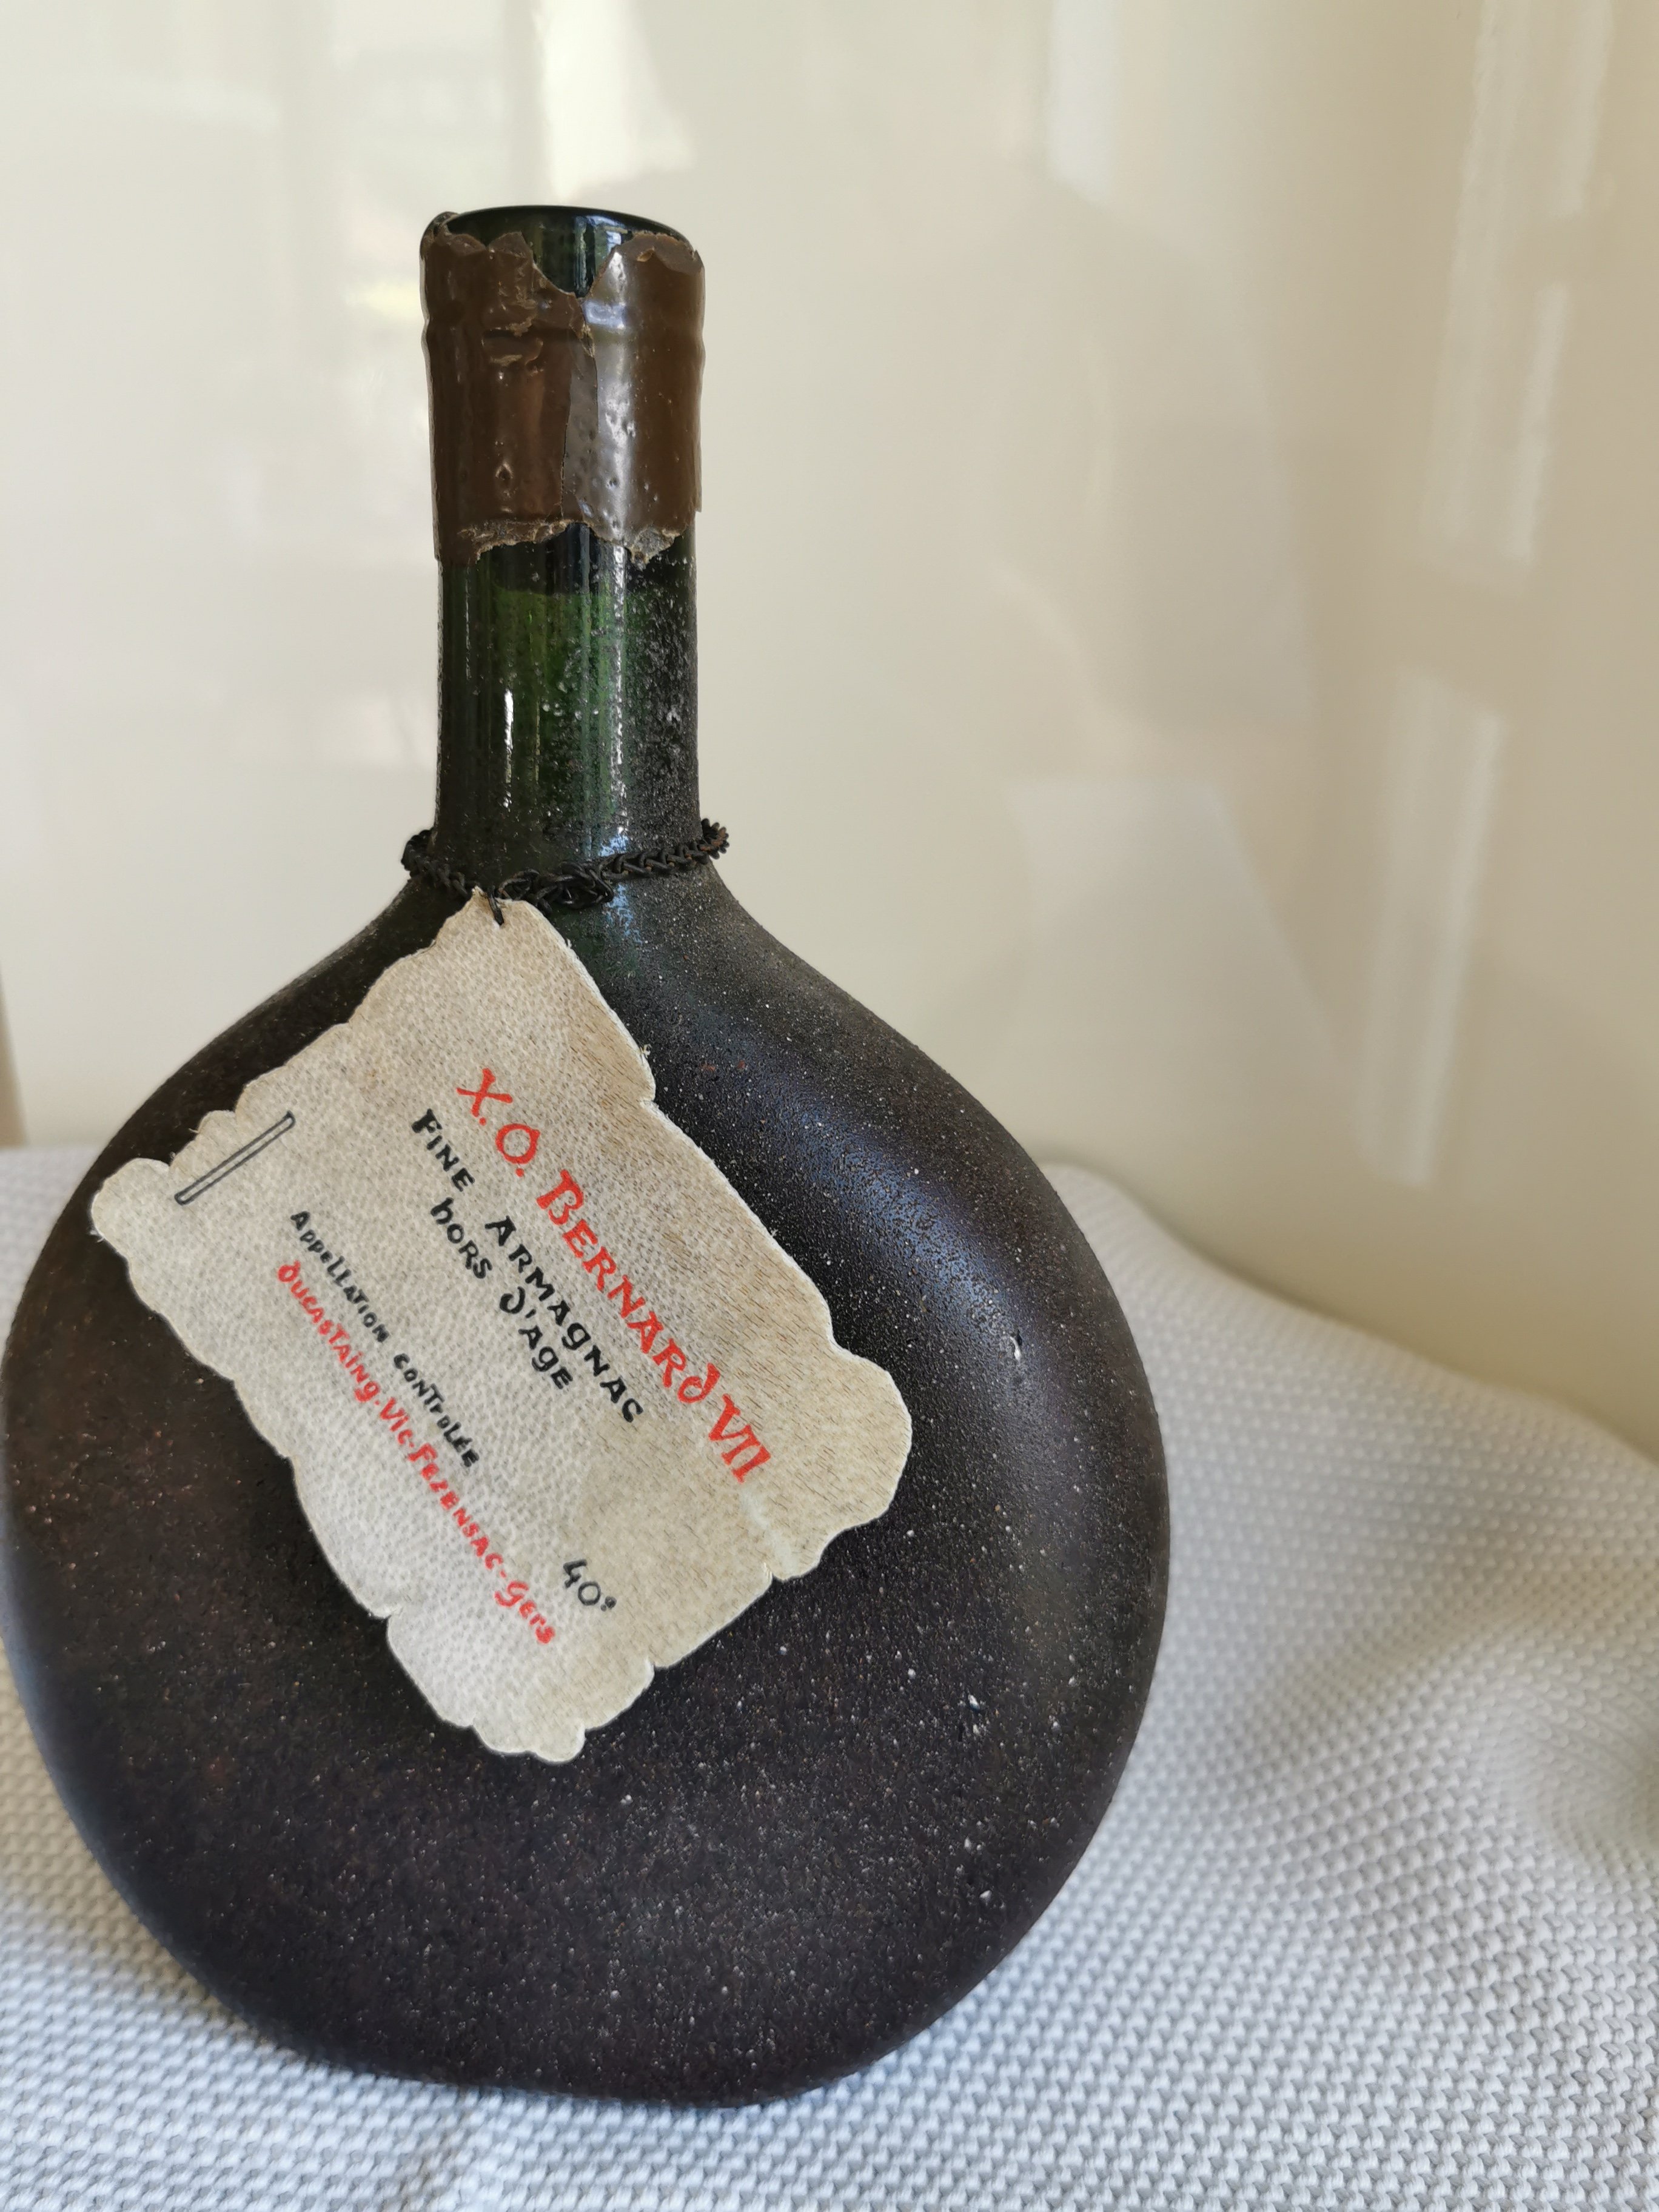 X.O. BERNARD VII
FINE ARMAGNAC
hORS d'AGE
Appellation contrôlée
40°
ducastaing.Vic-Fezensac-Gers